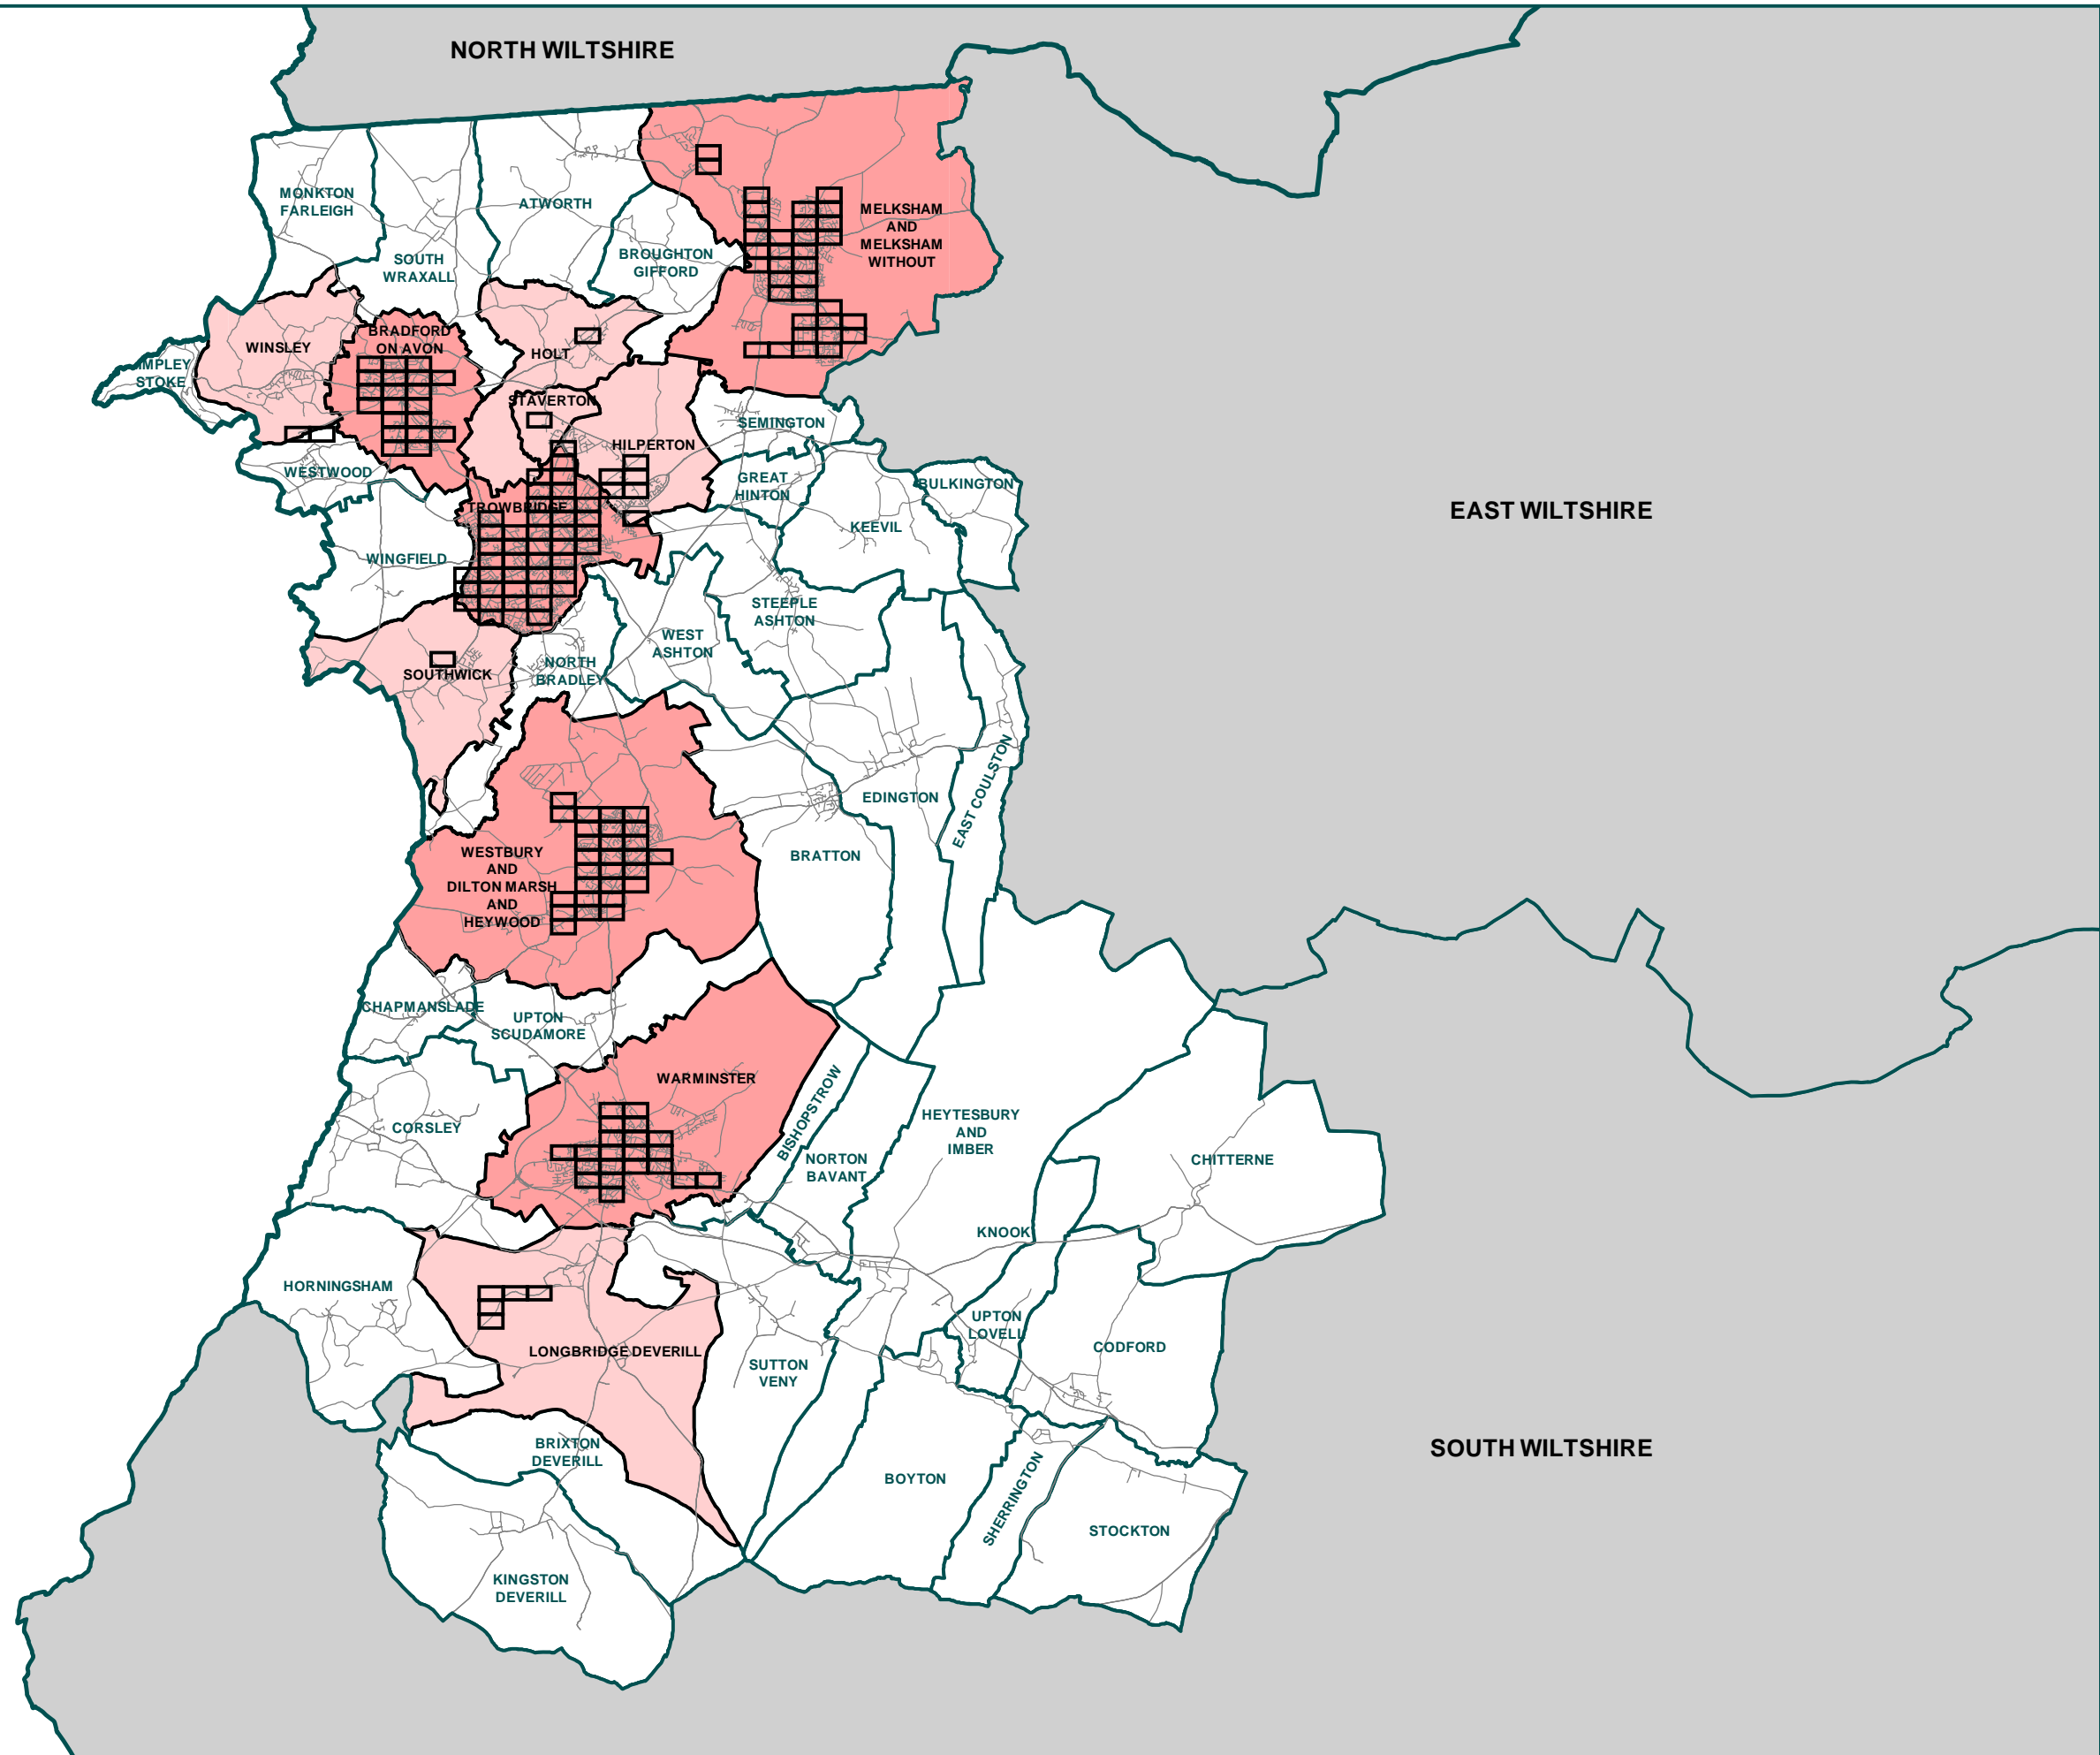 NORTH WILTSHIRE
MONKTON
FARLEIGH
ATWORTH
MELKSHAM
AND
MELKSHAM
WITHOUT
SOUTH
WRAXALL
BROUGHTON
GIFFORD
BRADFORD
ON AVON
WINSLEY
HOLT
IMPLEY
STOKE
STAVERTON
SEMINGTON
HILPERTON
WESTWOOD
GREAT
HINTON
BULKINGTON
TROWBRIDGE
KEEVIL
EAST WILTSHIRE
WINGFIELD
STEEPLE
ASHTON
WEST
ASHTON
NORTH
BRADLEY
SOUTHWICK
EDINGTON
EAST COULSTON
BRATTON
WESTBURY
AND
DILTON MARSH
AND
HEYWOOD
CHAPMANSLADE
UPTON
SCUDAMORE
WARMINSTER
BISHOPSTROW
CORSLEY
HEYTESBURY
AND
IMBER
NORTON
BAVANT
CHITTERNE
KNOOK
HORNINGSHAM
UPTON
LOVELL
CODFORD
LONGBRIDGE DEVERILL
SUTTON
VENY
BRIXTON
DEVERILL
SOUTH WILTSHIRE
BOYTON
SHERRINGTON
STOCKTON
KINGSTON
DEVERILL